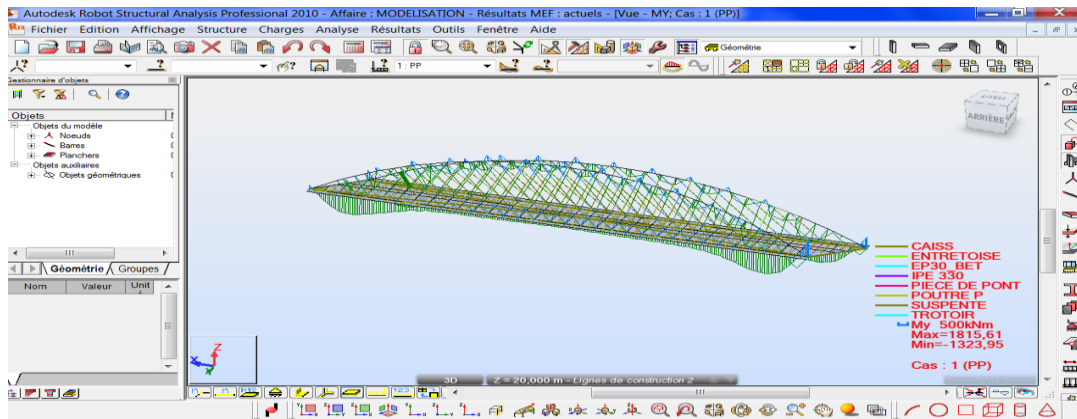 Autodesk Robot Structural Analysis Professional 2010 - Affaire : MODELISATION - Résultats MEF : actuels - [Vue - MY; Cas : 1 (PP)]
Fichier Edition Affichage Structure Charges Analyse Résultats Outils Fenêtre Aide
Géométrie
1 : PP
Gestionnaire d'objets
Objets
Objets du modèle
Noeuds
Barres
Planchers
Objets auxiliaires
Objets géométriques
Géométrie Groupes
Nom Valeur Unit
ARRIÈRE
HAUT
CAISS
ENTRETOISE
EP30_BET
IPE 330
PIECE DE PONT
POUTRE P
SUSPENTE
TROTOIR
My 500kNm
Max=1815,61
Min=-1323,95
Cas : 1 (PP)
Z
X
3D Z = 20,000 m - Lignes de construction 2